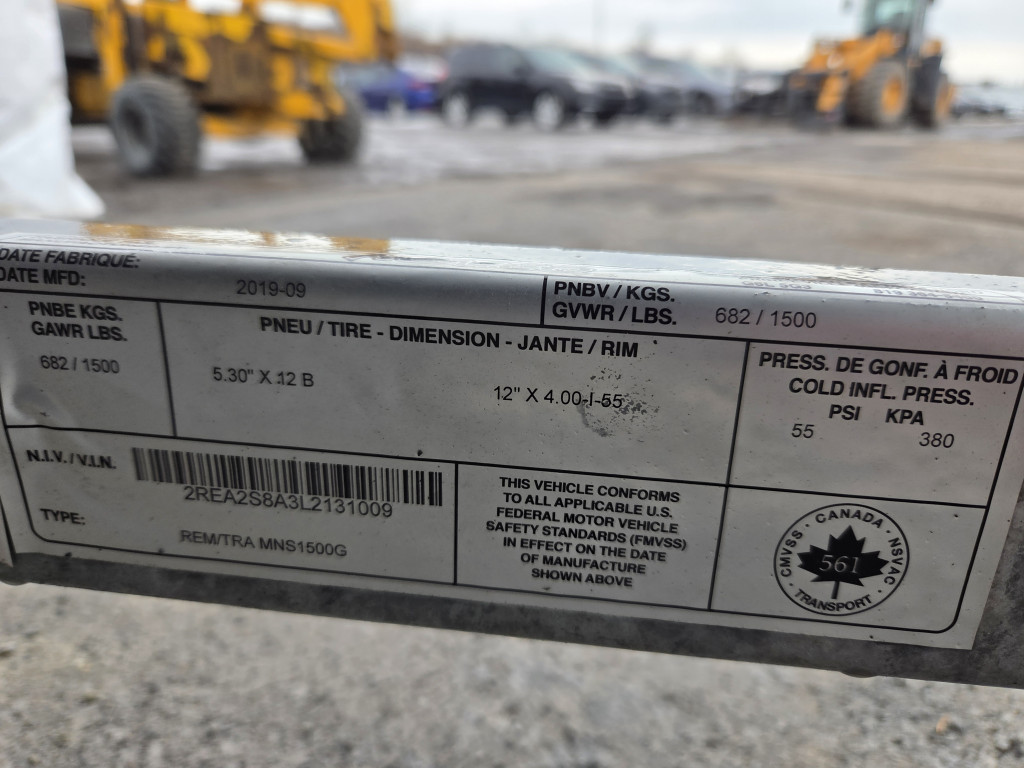 DATE FABRIQUÉ:
DATE MFD:
2019-09
PNBV / KGS.
GVWR / LBS.
682 / 1500
PNBE KGS.
GAWR LBS.
682 / 1500
PNEU / TIRE - DIMENSION - JANTE / RIM
5.30" X 12 B
12" X 4.00-I-55
PRESS. DE GONF. À FROID
COLD INFL. PRESS.
PSI KPA
55 380
N.I.V. / V.I.N.
2REA2S8A3L2131009
TYPE:
REM/TRA MNS1500G
THIS VEHICLE CONFORMS
TO ALL APPLICABLE U.S.
FEDERAL MOTOR VEHICLE
SAFETY STANDARDS (FMVSS)
IN EFFECT ON THE DATE
OF MANUFACTURE
SHOWN ABOVE
CANADA
CMVSS
NSVAC
561
TRANSPORT